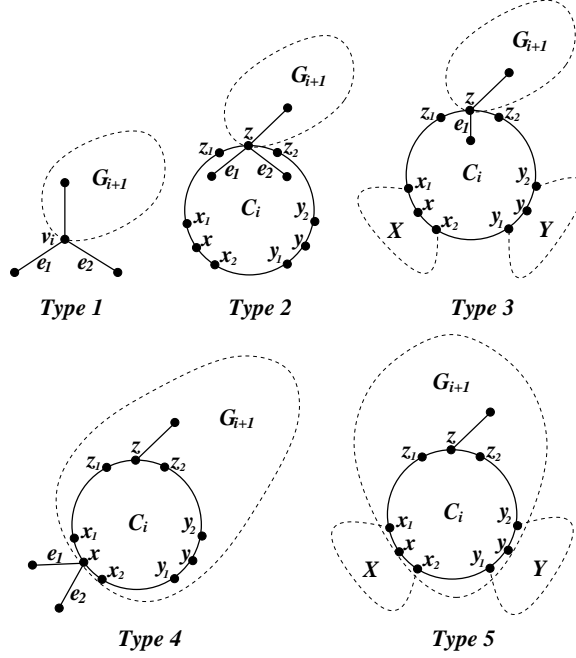 G_{i+1}
v_i
e_1
e_2
Type 1
G_{i+1}
z
z_1
z_2
e_1
e_2
C_i
x_1
x
x_2
y_2
y
y_1
Type 2
G_{i+1}
z
z_1
z_2
e_1
C_i
x_1
x
x_2
y_2
y
y_1
X
Y
Type 3
G_{i+1}
z
z_1
z_2
C_i
x_1
x
x_2
y_2
y
y_1
e_1
e_2
Type 4
G_{i+1}
z
z_1
z_2
C_i
x_1
x
x_2
y_2
y
y_1
X
Y
Type 5